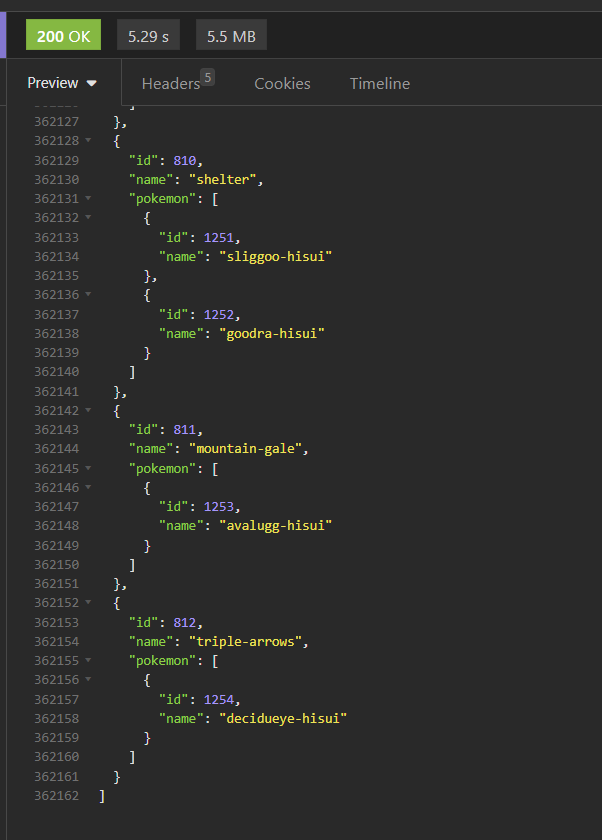 200 OK 5.29 s 5.5 MB
Preview Headers 5 Cookies Timeline
]
362127 },
362128 {
362129 "id": 810,
362130 "name": "shelter",
362131 "pokemon": [
362132 {
362133 "id": 1251,
362134 "name": "sliggoo-hisui"
362135 },
362136 {
362137 "id": 1252,
362138 "name": "goodra-hisui"
362139 }
362140 ]
362141 },
362142 {
362143 "id": 811,
362144 "name": "mountain-gale",
362145 "pokemon": [
362146 {
362147 "id": 1253,
362148 "name": "avalugg-hisui"
362149 }
362150 ]
362151 },
362152 {
362153 "id": 812,
362154 "name": "triple-arrows",
362155 "pokemon": [
362156 {
362157 "id": 1254,
362158 "name": "decidueye-hisui"
362159 }
362160 ]
362161 }
362162 ]